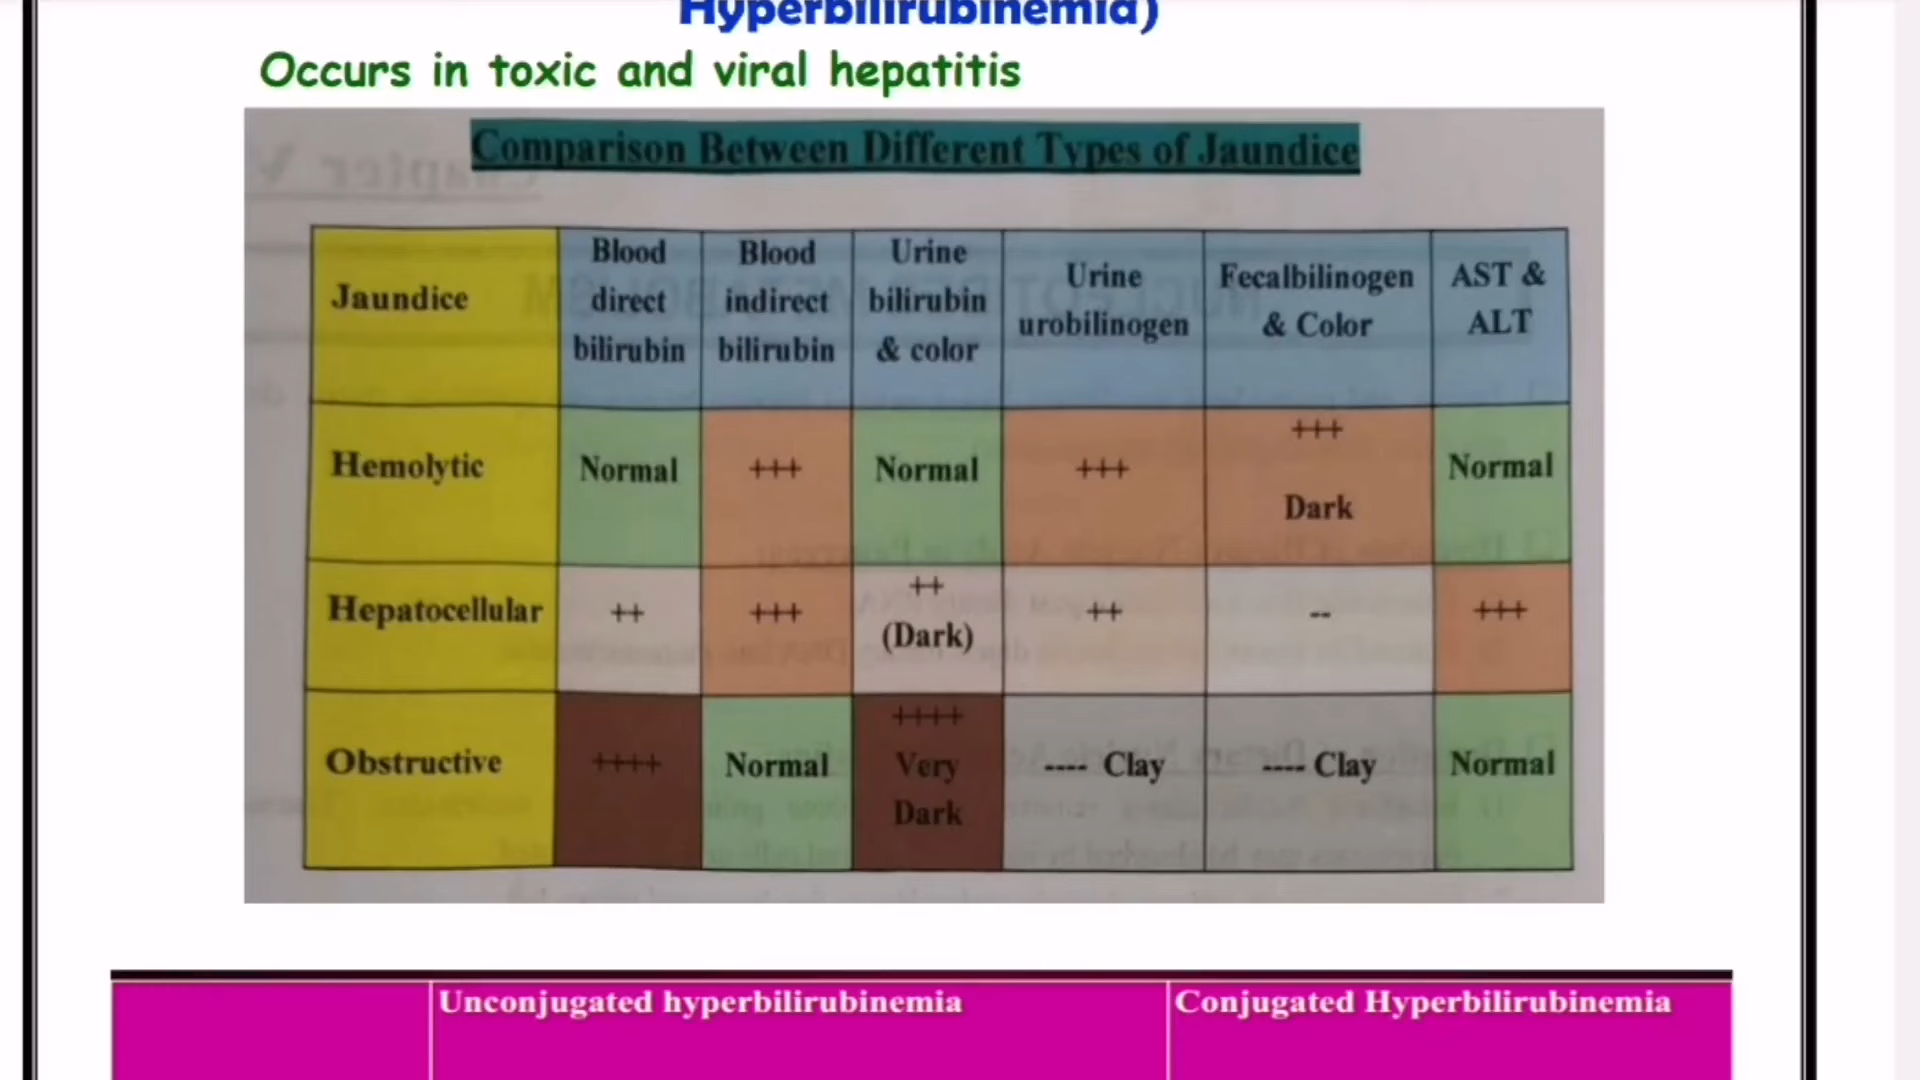 Hyperbilirubinemia)
Occurs in toxic and viral hepatitis
Comparison Between Different Types of Jaundice
Jaundice
Blood
direct
bilirubin
Blood
indirect
bilirubin
Urine
bilirubin
& color
Urine
urobilinogen
Fecalbilinogen
& Color
AST &
ALT
Hemolytic
Normal
+++
Normal
+++
+++
Dark
Normal
Hepatocellular
++
+++
++
(Dark)
++
--
+++
Obstructive
++++
Normal
++++
Very
Dark
---- Clay
---- Clay
Normal
Unconjugated hyperbilirubinemia
Conjugated Hyperbilirubinemia